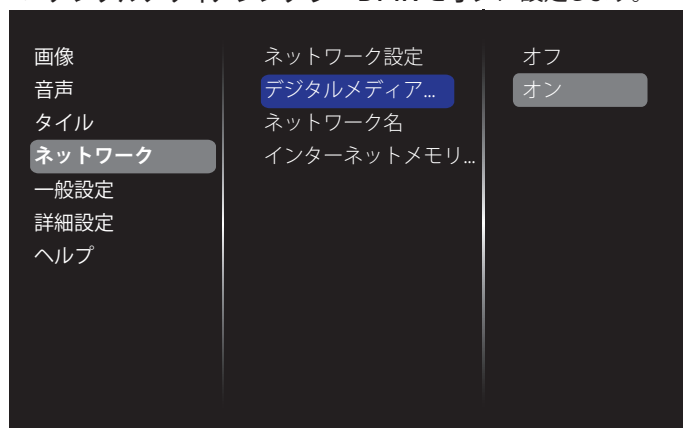 画像
音声
タイル
ネットワーク
一般設定
詳細設定
ヘルプ
ネットワーク設定
デジタルメディア...
ネットワーク名
インターネットメモリ...
オフ
オン